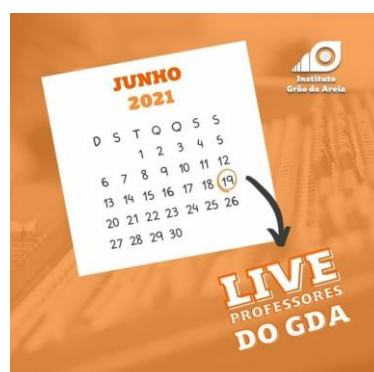 JUNHO
2021
D S T Q Q S S
1 2 3 4 5
6 7 8 9 10 11 12
13 14 15 16 17 18 19
20 21 22 23 24 25 26
27 28 29 30
Instituto
Grão de Areia
LIVE
PROFESSORES
DO GDA